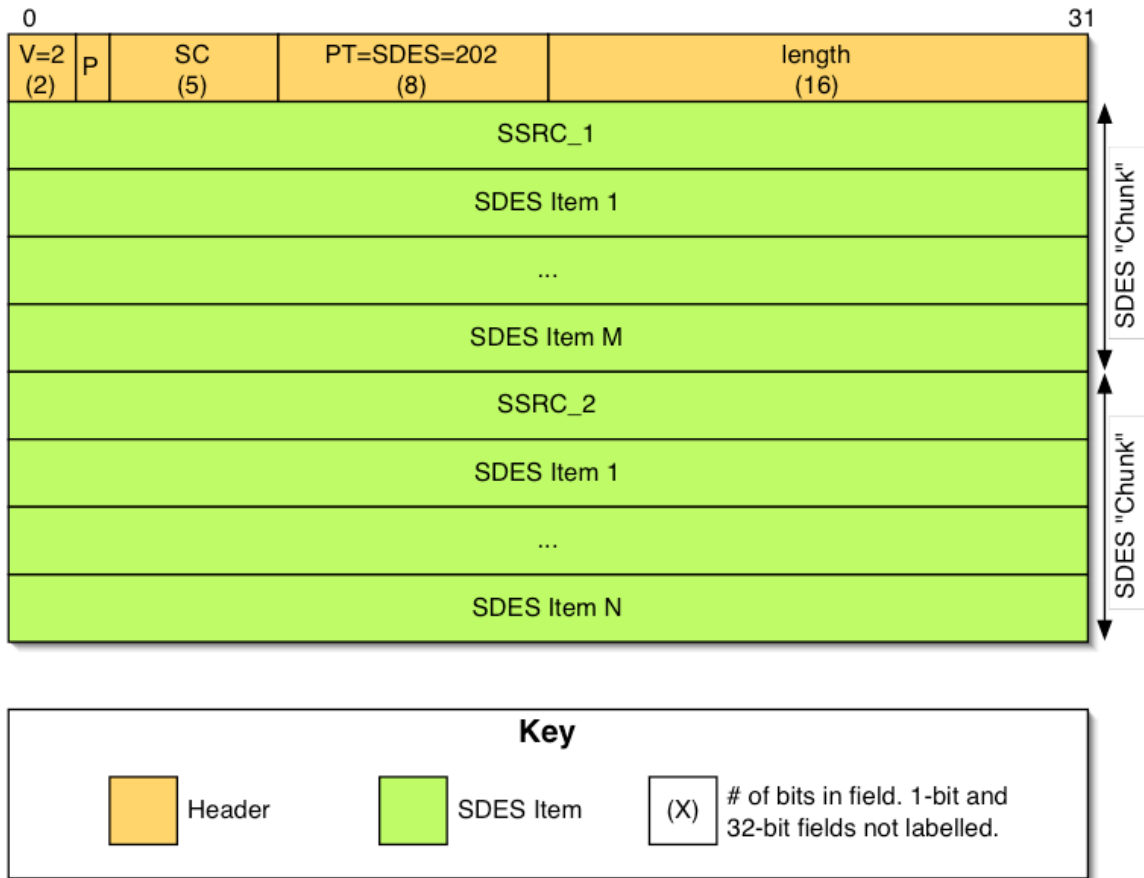 0 31
V=2 P SC PT=SDES=202 length
(2) (5) (8) (16)
SSRC_1
SDES Item 1
...
SDES Item M
SDES "Chunk"
SSRC_2
SDES Item 1
...
SDES Item N
SDES "Chunk"
Key
Header
SDES Item
(X)
# of bits in field. 1-bit and
32-bit fields not labelled.